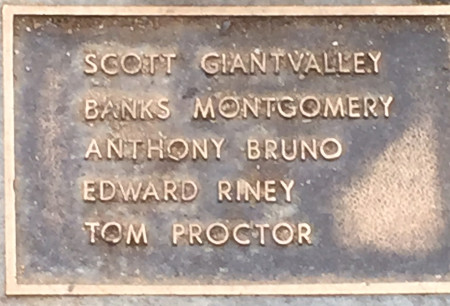 SCOTT GIANTVALLEY
BANKS MONTGOMERY
ANTHONY BRUNO
EDWARD RINEY
TOM PROCTOR